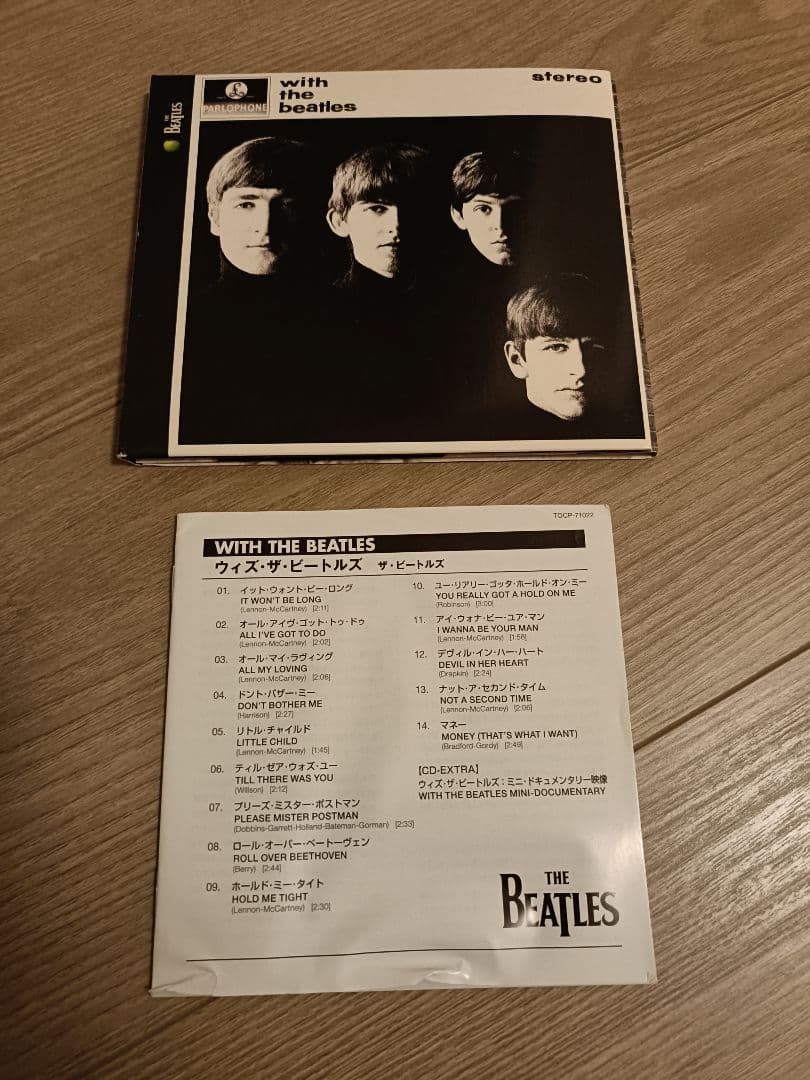 with
the
beatles
stereo
PARLOPHONE
THE BEATLES
TOCP-71022
WITH THE BEATLES
ウィズ・ザ・ビートルズ ザ・ビートルズ
01. イット・ウォント・ビー・ロング
IT WON'T BE LONG
(Lennon-McCartney) [2:11]
02. オール・アイヴ・ゴット・トゥ・ドゥ
ALL I'VE GOT TO DO
(Lennon-McCartney) [2:02]
03. オール・マイ・ラヴィング
ALL MY LOVING
(Lennon-McCartney) [2:06]
04. ドント・バザー・ミー
DON'T BOTHER ME
(Harrison) [2:27]
05. リトル・チャイルド
LITTLE CHILD
(Lennon-McCartney) [1:45]
06. ティル・ゼア・ウォズ・ユー
TILL THERE WAS YOU
(Willson) [2:12]
07. プリーズ・ミスター・ポストマン
PLEASE MISTER POSTMAN
(Dobbins-Garrett-Holland-Bateman-Gorman) [2:33]
08. ロール・オーバー・ベートーヴェン
ROLL OVER BEETHOVEN
(Berry) [2:44]
09. ホールド・ミー・タイト
HOLD ME TIGHT
(Lennon-McCartney) [2:30]
10. ユー・リアリー・ゴッタ・ホールド・オン・ミー
YOU REALLY GOT A HOLD ON ME
(Robinson) [3:00]
11. アイ・ウォナ・ビー・ユア・マン
I WANNA BE YOUR MAN
(Lennon-McCartney) [1:58]
12. デヴィル・イン・ハー・ハート
DEVIL IN HER HEART
(Drapkin) [2:24]
13. ナット・ア・セカンド・タイム
NOT A SECOND TIME
(Lennon-McCartney) [2:06]
14. マネー
MONEY (THAT'S WHAT I WANT)
(Bradford-Gordy) [2:49]
【CD-EXTRA】
ウィズ・ザ・ビートルズ：ミニ・ドキュメンタリー映像
WITH THE BEATLES MINI-DOCUMENTARY
THE
BEATLES